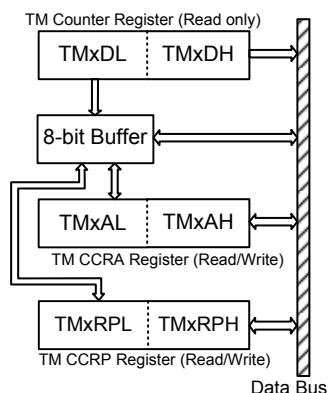 TM Counter Register (Read only)
TMxDL TMxDH
8-bit Buffer
TMxAL TMxAH
TM CCRA Register (Read/Write)
TMxRPL TMxRPH
TM CCRP Register (Read/Write)
Data Bus